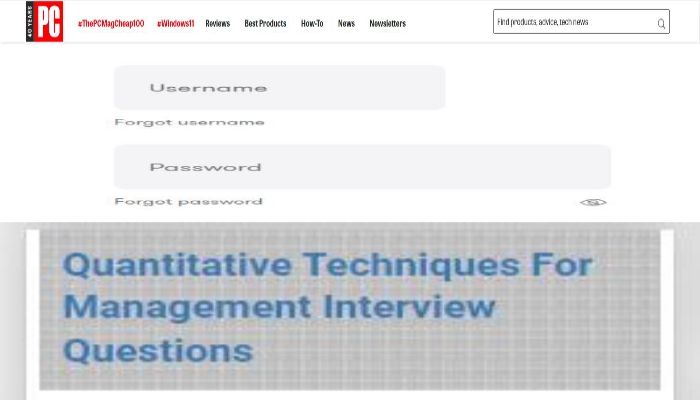 40 YEARS
PC
#ThePCMagCheap100 #Windows11 Reviews Best Products How-To News Newsletters
Find products, advice, tech news
Username
Forgot username
Password
Forgot password
Quantitative Techniques For
Management Interview
Questions